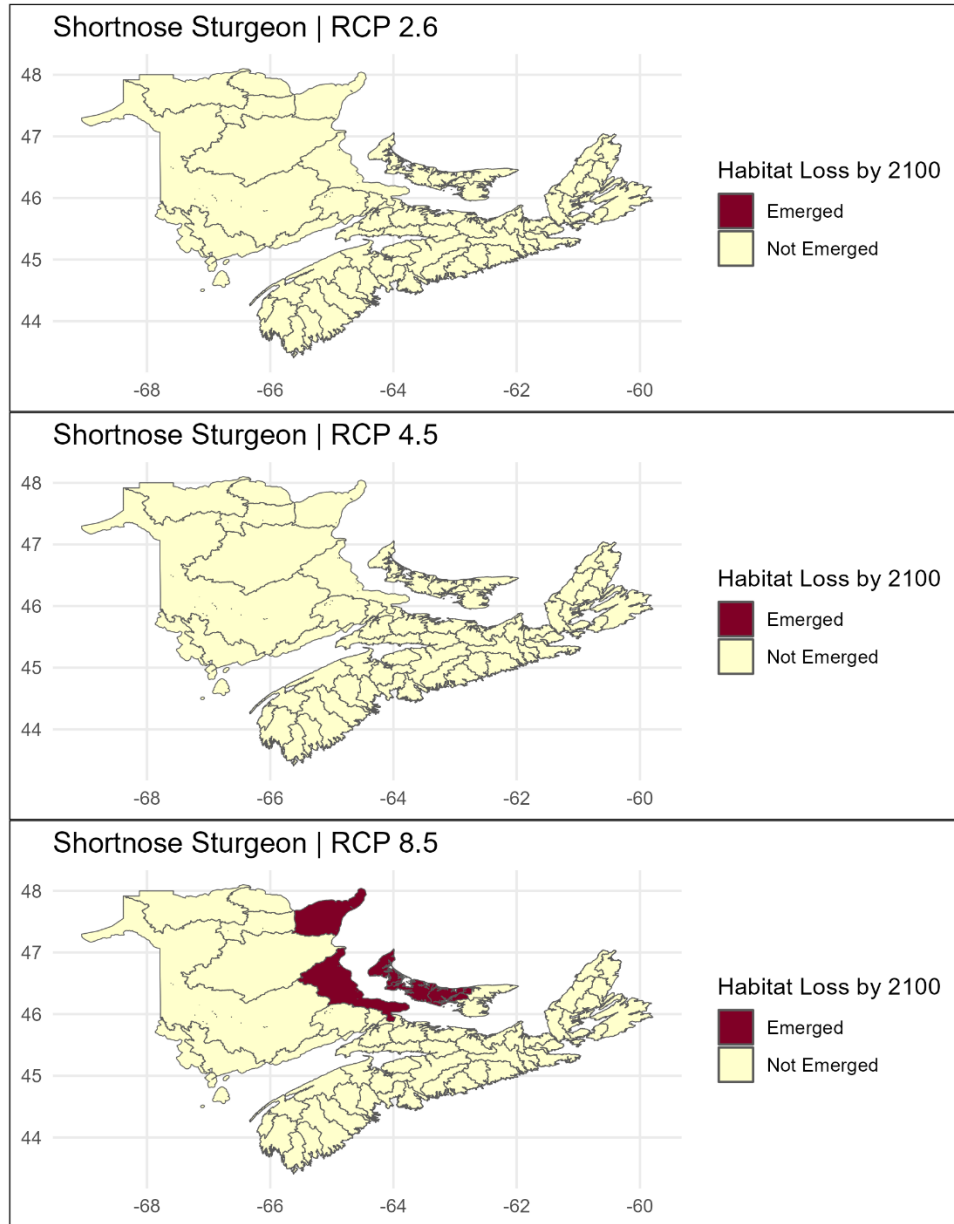 Shortnose Sturgeon | RCP 2.6
48
47
46
45
44
-68
-66
-64
-62
-60
Habitat Loss by 2100
Emerged
Not Emerged
Shortnose Sturgeon | RCP 4.5
48
47
46
45
44
-68
-66
-64
-62
-60
Habitat Loss by 2100
Emerged
Not Emerged
Shortnose Sturgeon | RCP 8.5
48
47
46
45
44
-68
-66
-64
-62
-60
Habitat Loss by 2100
Emerged
Not Emerged